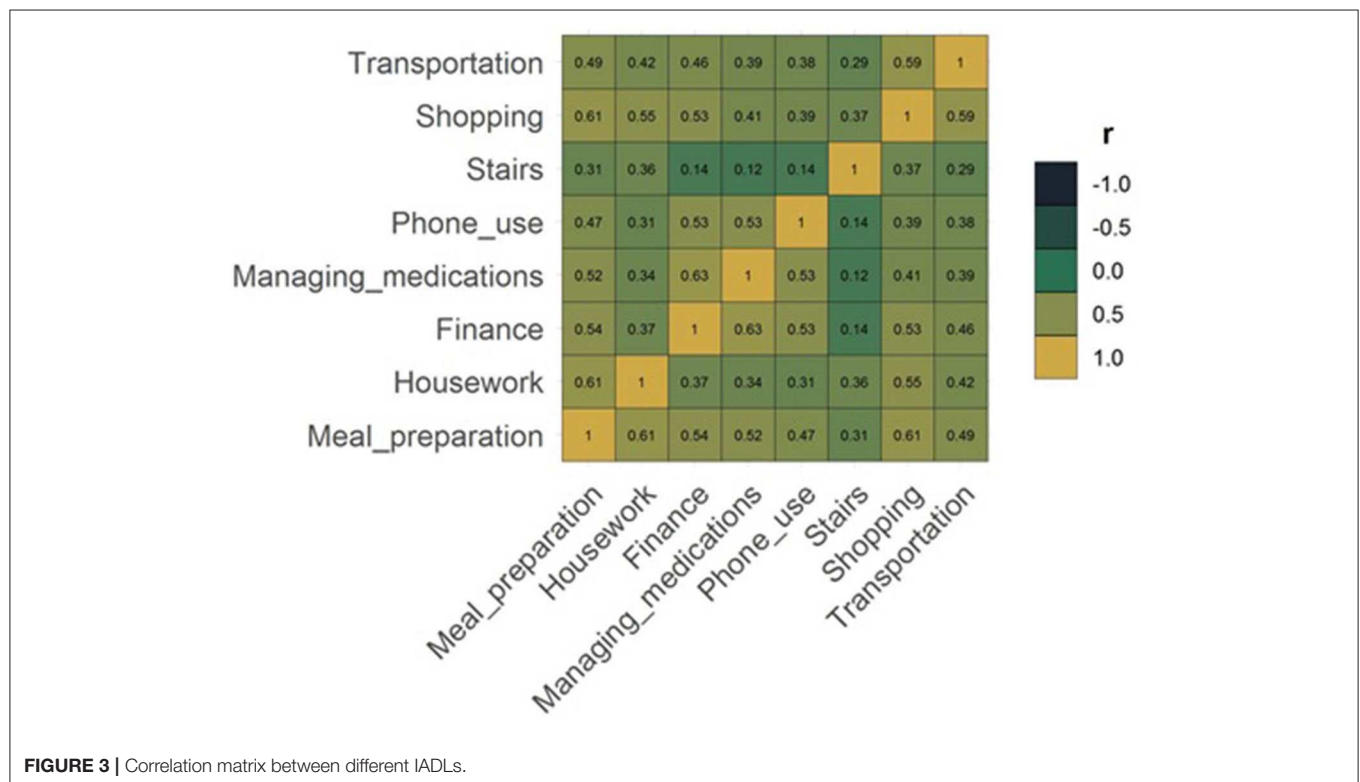 Transportation 0.49 0.42 0.46 0.39 0.38 0.29 0.59 1
Shopping 0.61 0.55 0.53 0.41 0.39 0.37 1 0.59
Stairs 0.31 0.36 0.14 0.12 0.14 1 0.37 0.29
Phone_use 0.47 0.31 0.53 0.53 1 0.14 0.39 0.38
Managing_medications 0.52 0.34 0.63 1 0.53 0.12 0.41 0.39
Finance 0.54 0.37 1 0.63 0.53 0.14 0.53 0.46
Housework 0.61 1 0.37 0.34 0.31 0.36 0.55 0.42
Meal_preparation 1 0.61 0.54 0.52 0.47 0.31 0.61 0.49
Meal_preparation
Housework
Finance
Managing_medications
Phone_use
Stairs
Shopping
Transportation
r
-1.0
-0.5
0.0
0.5
1.0
FIGURE 3 | Correlation matrix between different IADLs.